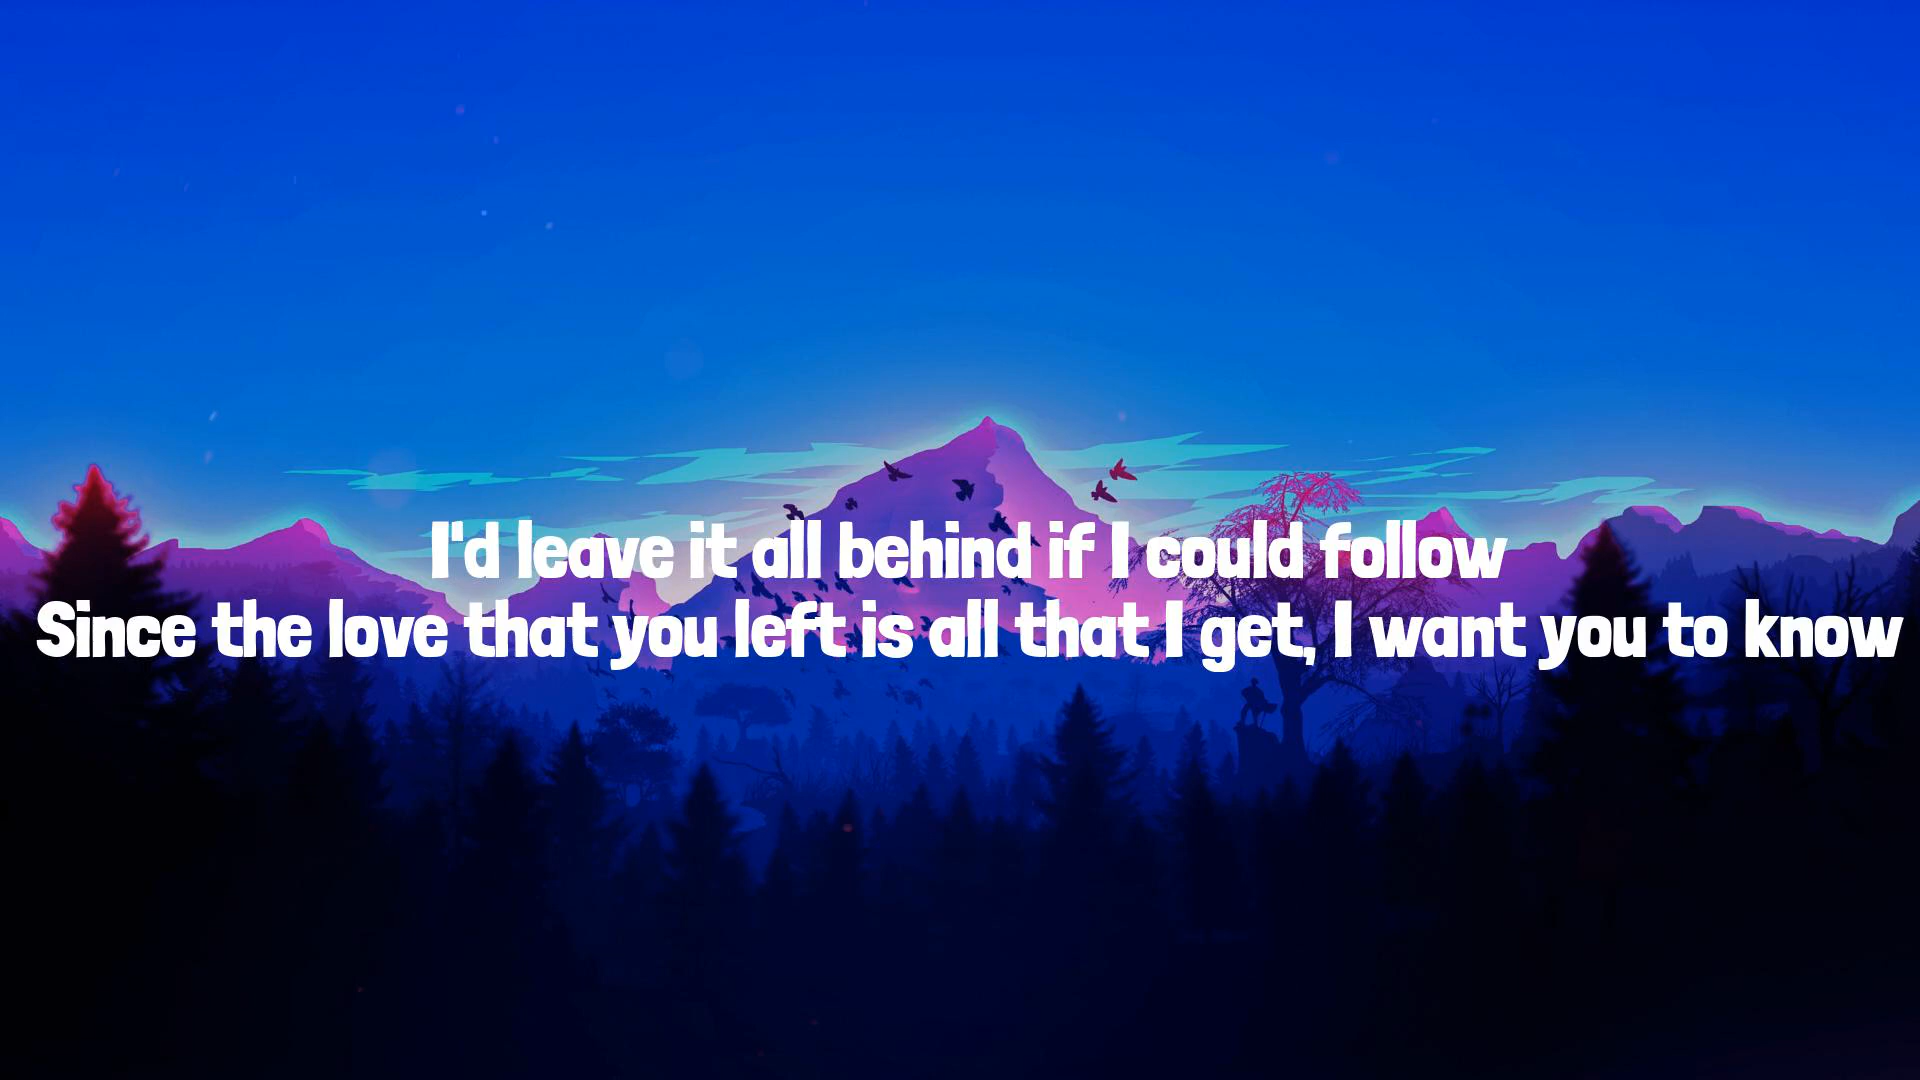 I'd leave it all behind if I could follow
Since the love that you left is all that I get, I want you to know